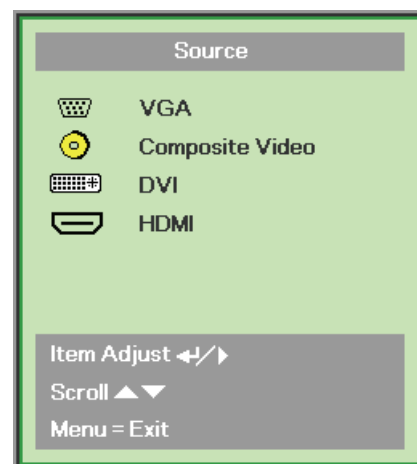 Source
VGA
Composite Video
DVI
HDMI
Item Adjust ↵/▸
Scroll ▲▼
Menu = Exit